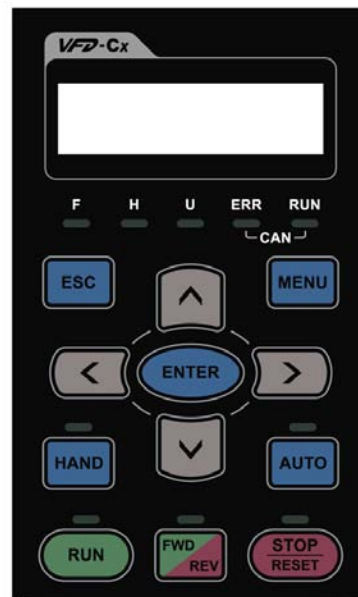 VFD-Cx
F H U ERR RUN
CAN
ESC MENU
ENTER
HAND AUTO
RUN FWD REV STOP RESET